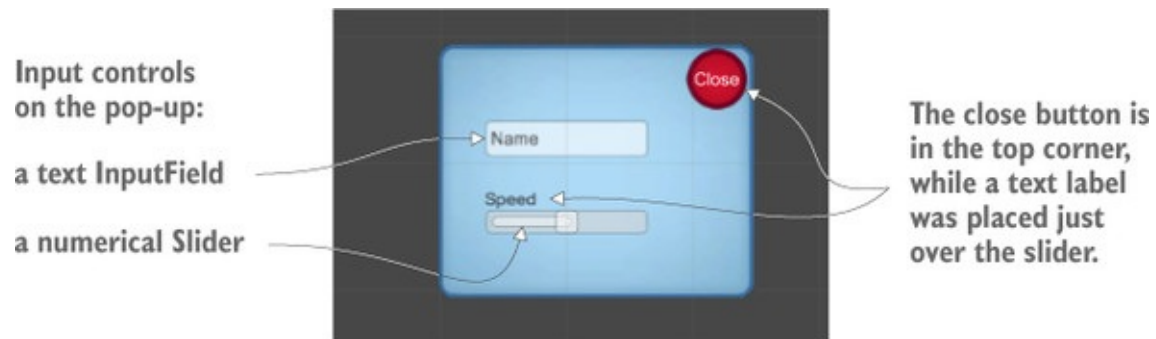 Input controls
on the pop-up:
a text InputField
a numerical Slider
Close
Name
Speed
The close button is
in the top corner,
while a text label
was placed just
over the slider.